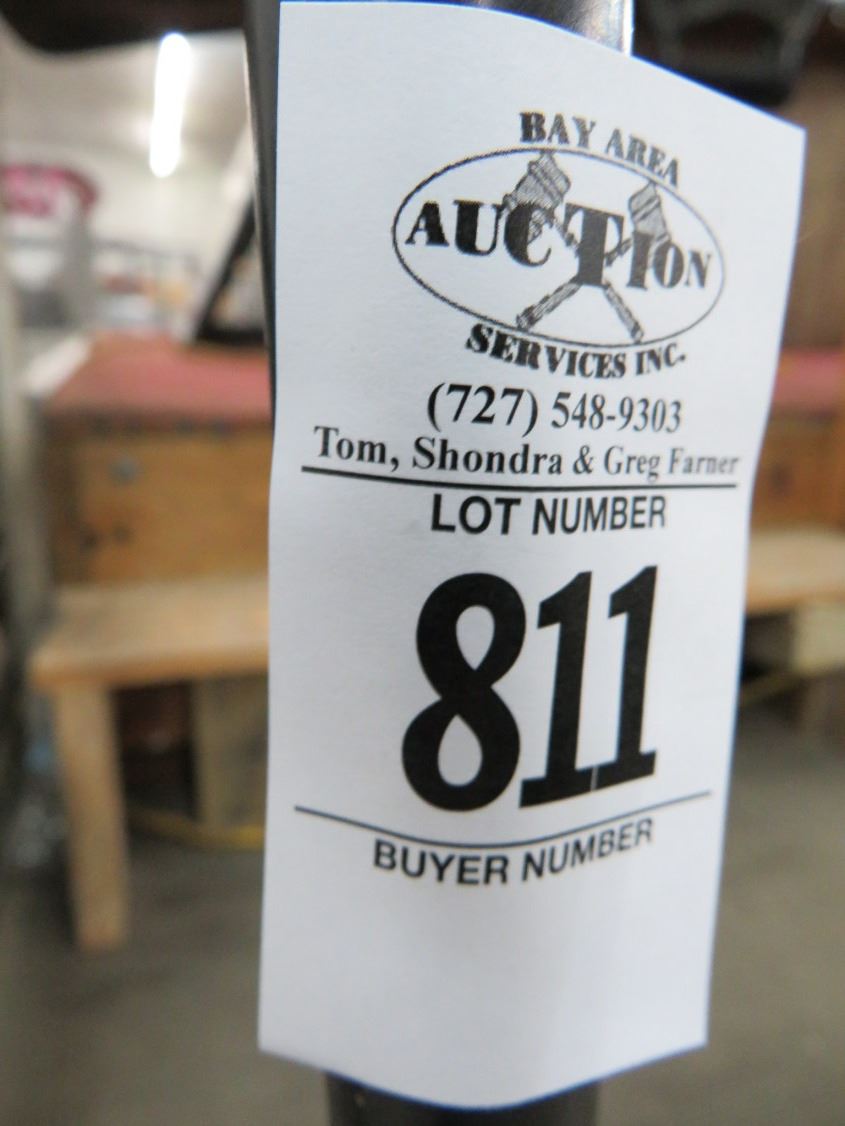 BAY AREA
AUCTION
SERVICES INC.
(727) 548-9303
Tom, Shondra & Greg Farner
LOT NUMBER
811
BUYER NUMBER